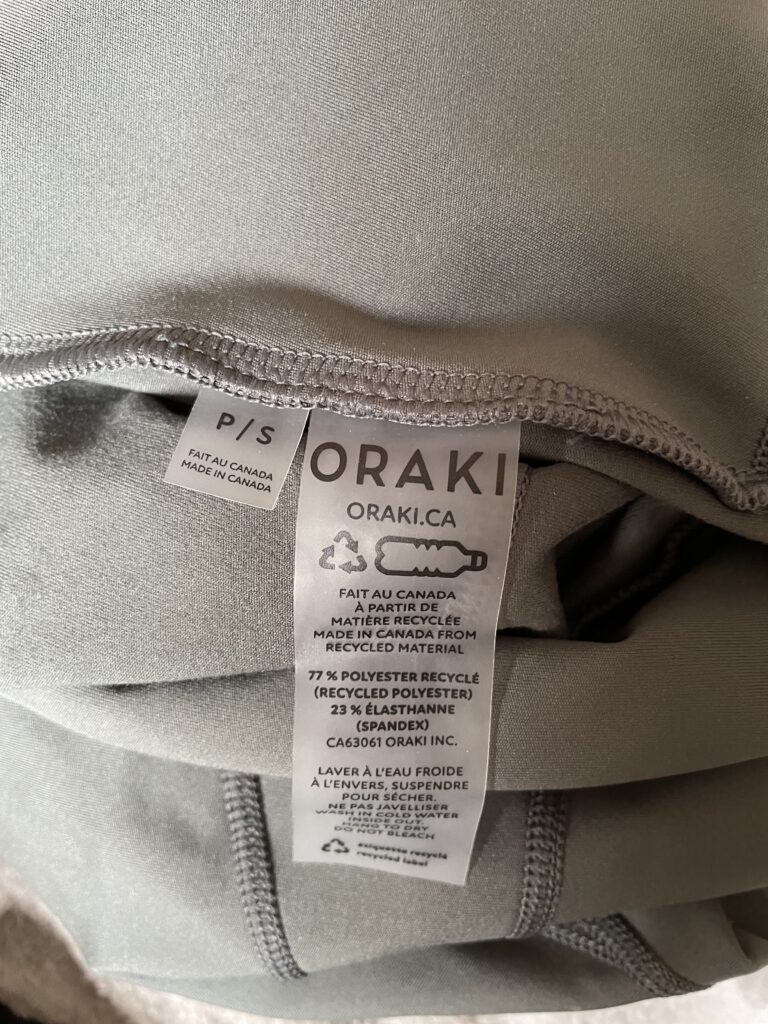 P / S
FAIT AU CANADA
MADE IN CANADA
ORAKI
ORAKI.CA
FAIT AU CANADA
À PARTIR DE
MATIÈRE RECYCLÉE
MADE IN CANADA FROM
RECYCLED MATERIAL
77 % POLYESTER RECYCLÉ
(RECYCLED POLYESTER)
23 % ÉLASTHANNE
(SPANDEX)
CA63061 ORAKI INC.
LAVER À L'EAU FROIDE
À L'ENVERS, SUSPENDRE
POUR SÉCHER.
NE PAS JAVELLISER
WASH IN COLD WATER
INSIDE OUT.
HANG TO DRY
DO NOT BLEACH
etiquette recyclé
recycled label